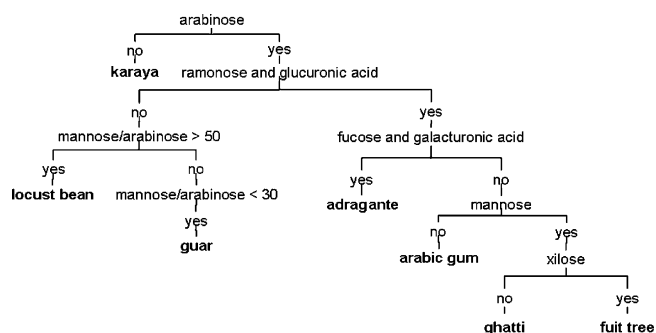 arabinose
no yes
karaya ramonose and glucuronic acid
no yes
mannose/arabinose > 50 fucose and galacturonic acid
yes no yes no
locust bean mannose/arabinose < 30 adragante mannose
yes no yes
guar arabic gum xilose
no yes
ghatti fuit tree